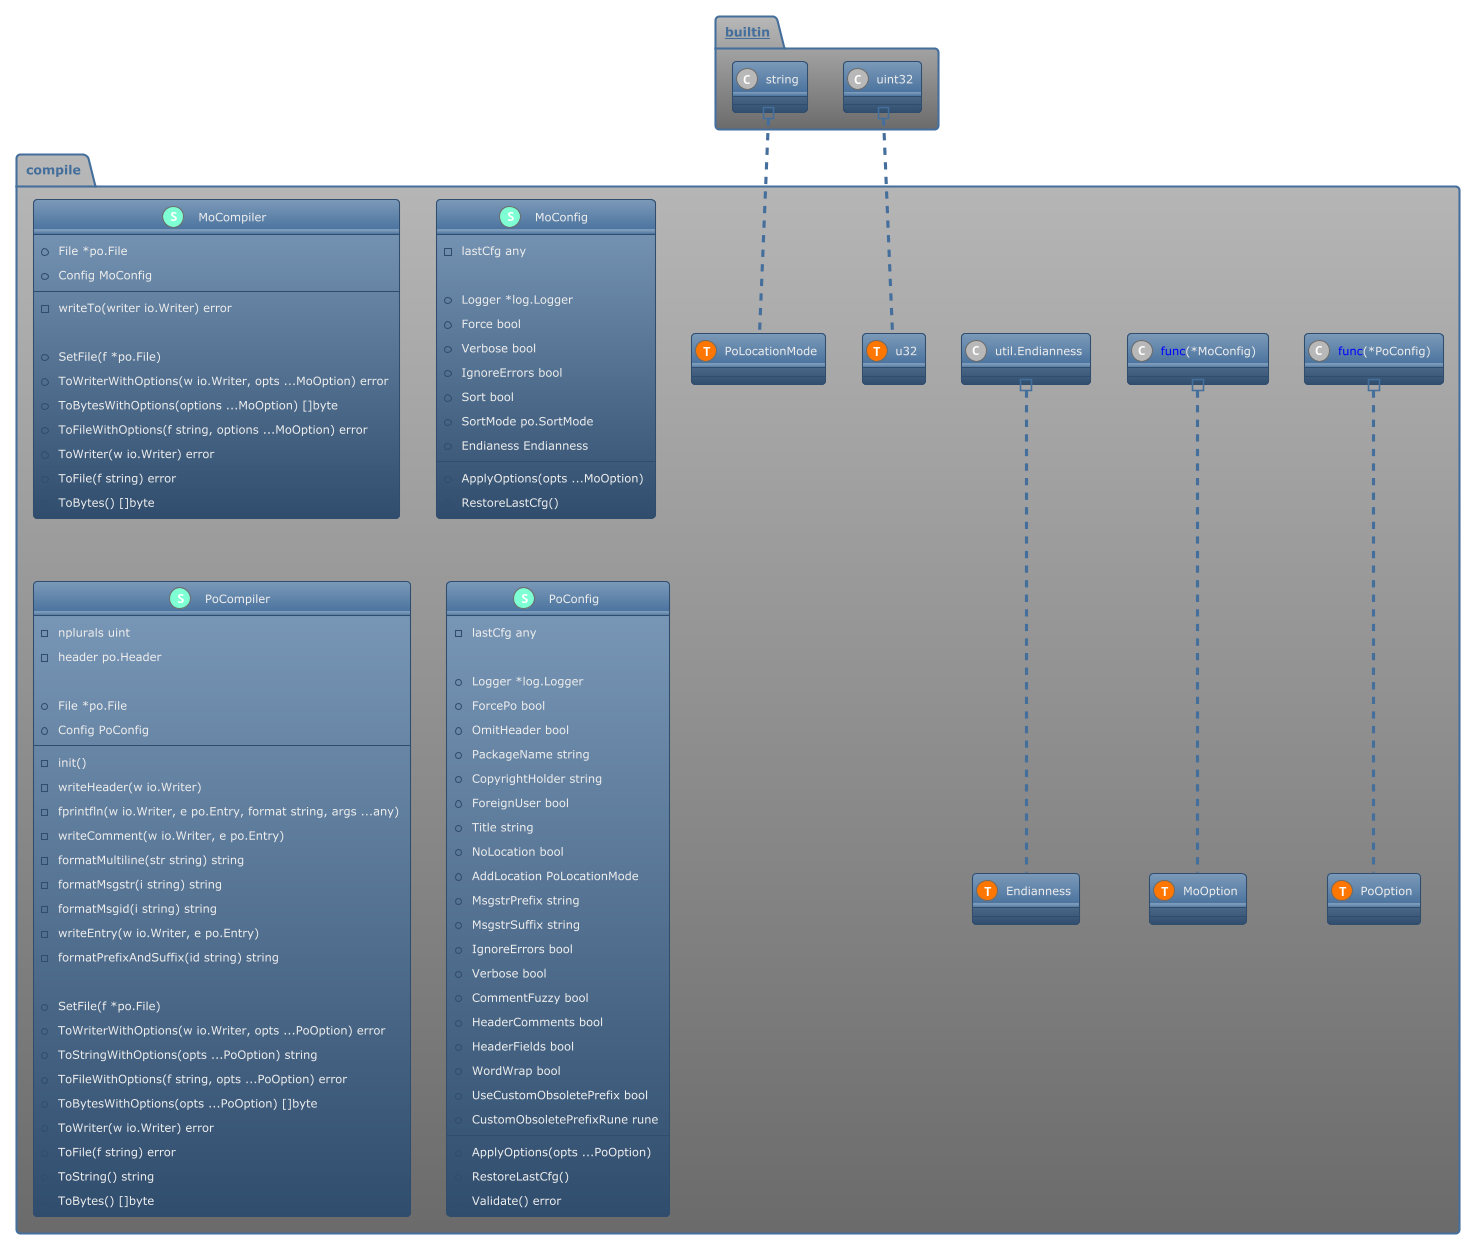 builtin
C string
C uint32
compile
S MoCompiler
File *po.File
Config MoConfig
writeTo(writer io.Writer) error
SetFile(f *po.File)
ToWriterWithOptions(w io.Writer, opts ...MoOption) error
ToBytesWithOptions(options ...MoOption) []byte
ToFileWithOptions(f string, options ...MoOption) error
ToWriter(w io.Writer) error
ToFile(f string) error
ToBytes() []byte
S MoConfig
lastCfg any
Logger *log.Logger
Force bool
Verbose bool
IgnoreErrors bool
Sort bool
SortMode po.SortMode
Endianess Endianness
ApplyOptions(opts ...MoOption)
RestoreLastCfg()
T PoLocationMode
T u32
C util.Endianness
C func(*MoConfig)
C func(*PoConfig)
S PoCompiler
nplurals uint
header po.Header
File *po.File
Config PoConfig
init()
writeHeader(w io.Writer)
fprintfln(w io.Writer, e po.Entry, format string, args ...any)
writeComment(w io.Writer, e po.Entry)
formatMultiline(str string) string
formatMsgstr(i string) string
formatMsgid(i string) string
writeEntry(w io.Writer, e po.Entry)
formatPrefixAndSuffix(id string) string
SetFile(f *po.File)
ToWriterWithOptions(w io.Writer, opts ...PoOption) error
ToStringWithOptions(opts ...PoOption) string
ToFileWithOptions(f string, opts ...PoOption) error
ToBytesWithOptions(opts ...PoOption) []byte
ToWriter(w io.Writer) error
ToFile(f string) error
ToString() string
ToBytes() []byte
S PoConfig
lastCfg any
Logger *log.Logger
ForcePo bool
OmitHeader bool
PackageName string
CopyrightHolder string
ForeignUser bool
Title string
NoLocation bool
AddLocation PoLocationMode
MsgstrPrefix string
MsgstrSuffix string
IgnoreErrors bool
Verbose bool
CommentFuzzy bool
HeaderComments bool
HeaderFields bool
WordWrap bool
UseCustomObsoletePrefix bool
CustomObsoletePrefixRune rune
ApplyOptions(opts ...PoOption)
RestoreLastCfg()
Validate() error
T Endianness
T MoOption
T PoOption